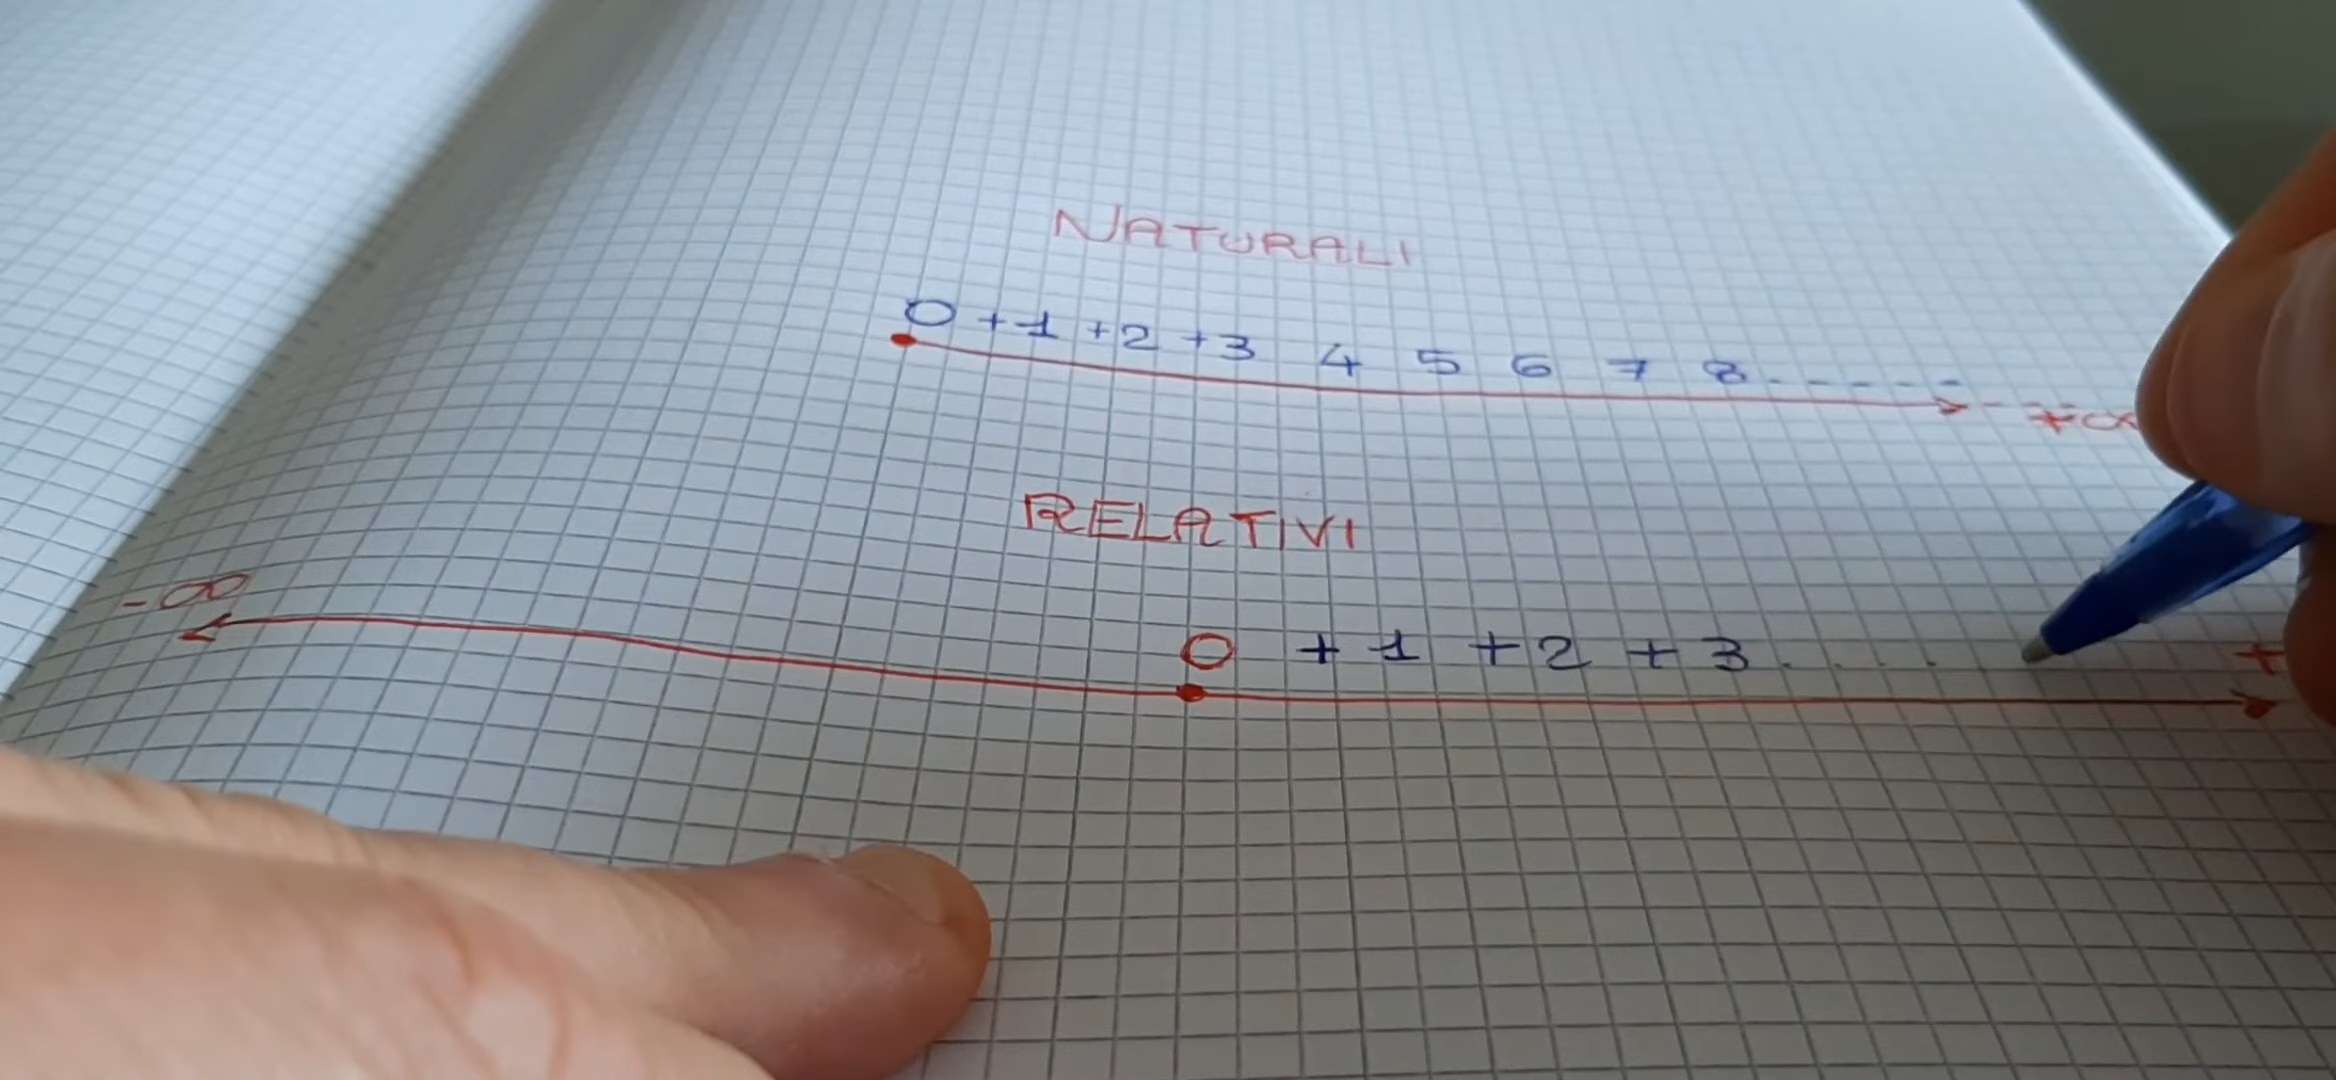 NATURALI
0 +1 +2 +3 4 5 6 7 8.-----
--- +∞
RELATIVI
-∞
0 +1 +2 +3..... +